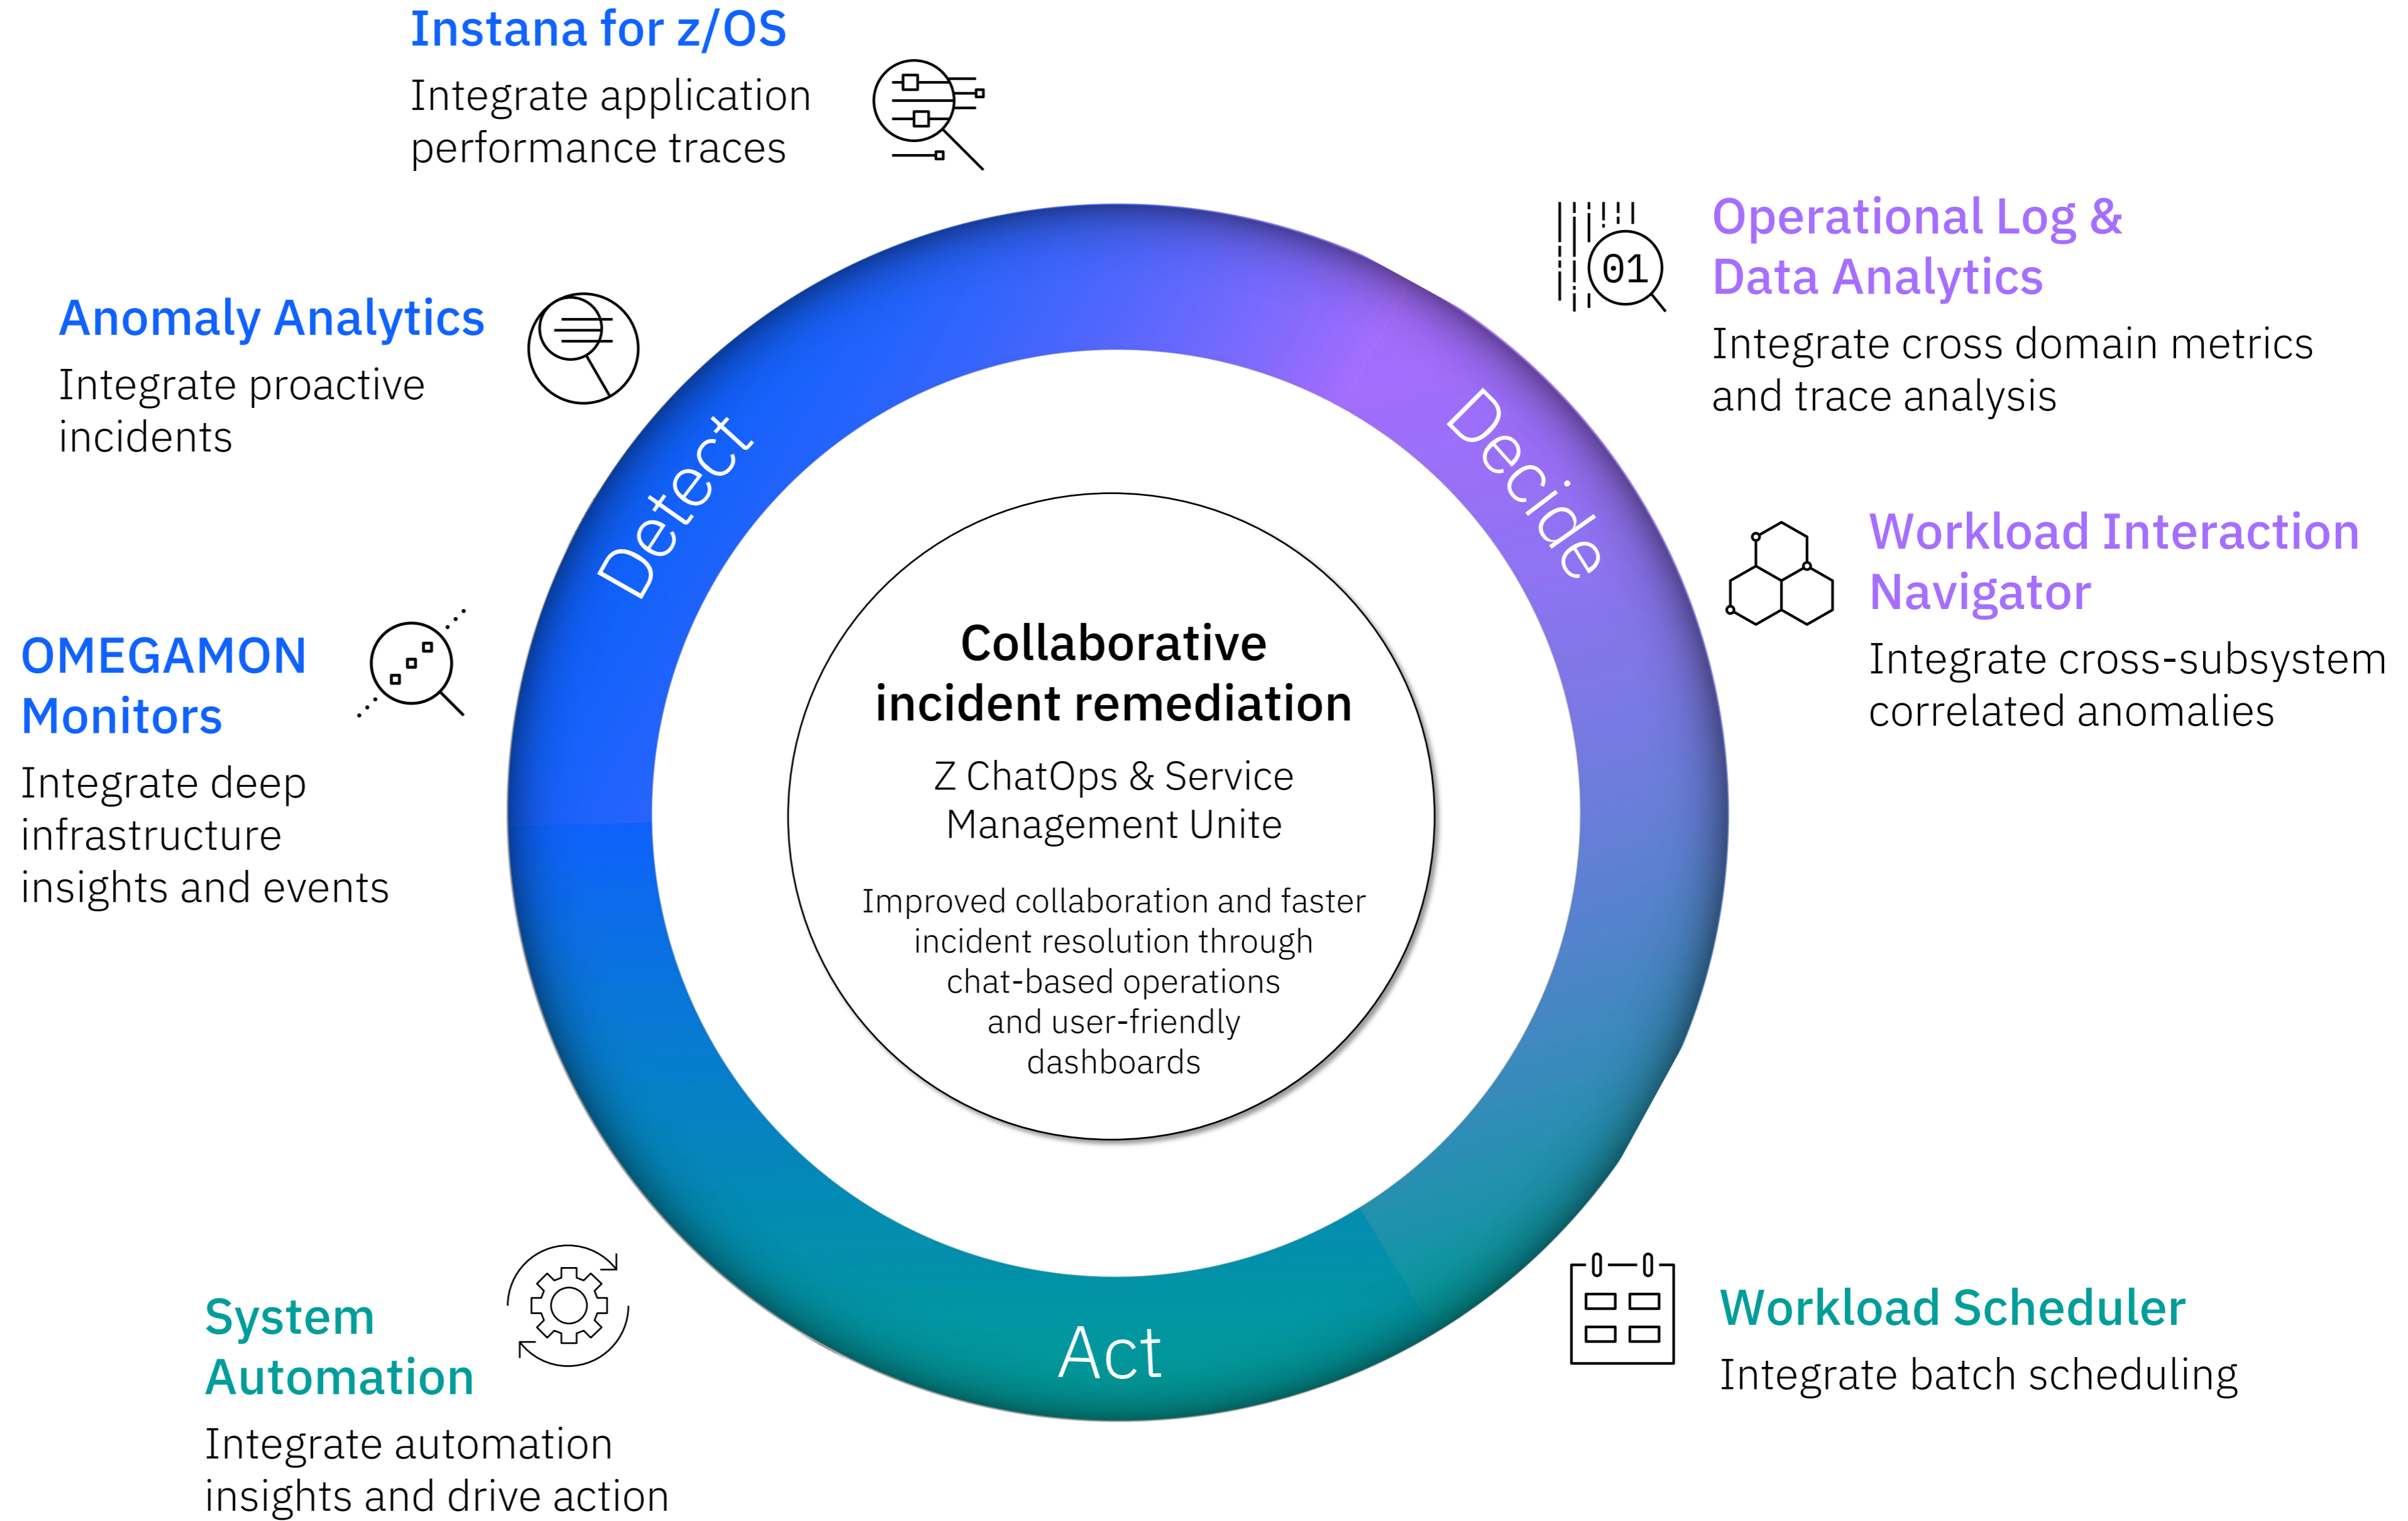 Instana for z/OS
Integrate application
performance traces
Anomaly Analytics
Integrate proactive
incidents
OMEGAMON
Monitors
Integrate deep
infrastructure
insights and events
System
Automation
Integrate automation
insights and drive action
Detect
Decide
Act
Collaborative
incident remediation
Z ChatOps & Service
Management Unite
Improved collaboration and faster
incident resolution through
chat-based operations
and user-friendly
dashboards
01
Operational Log &
Data Analytics
Integrate cross domain metrics
and trace analysis
Workload Interaction
Navigator
Integrate cross-subsystem
correlated anomalies
Workload Scheduler
Integrate batch scheduling